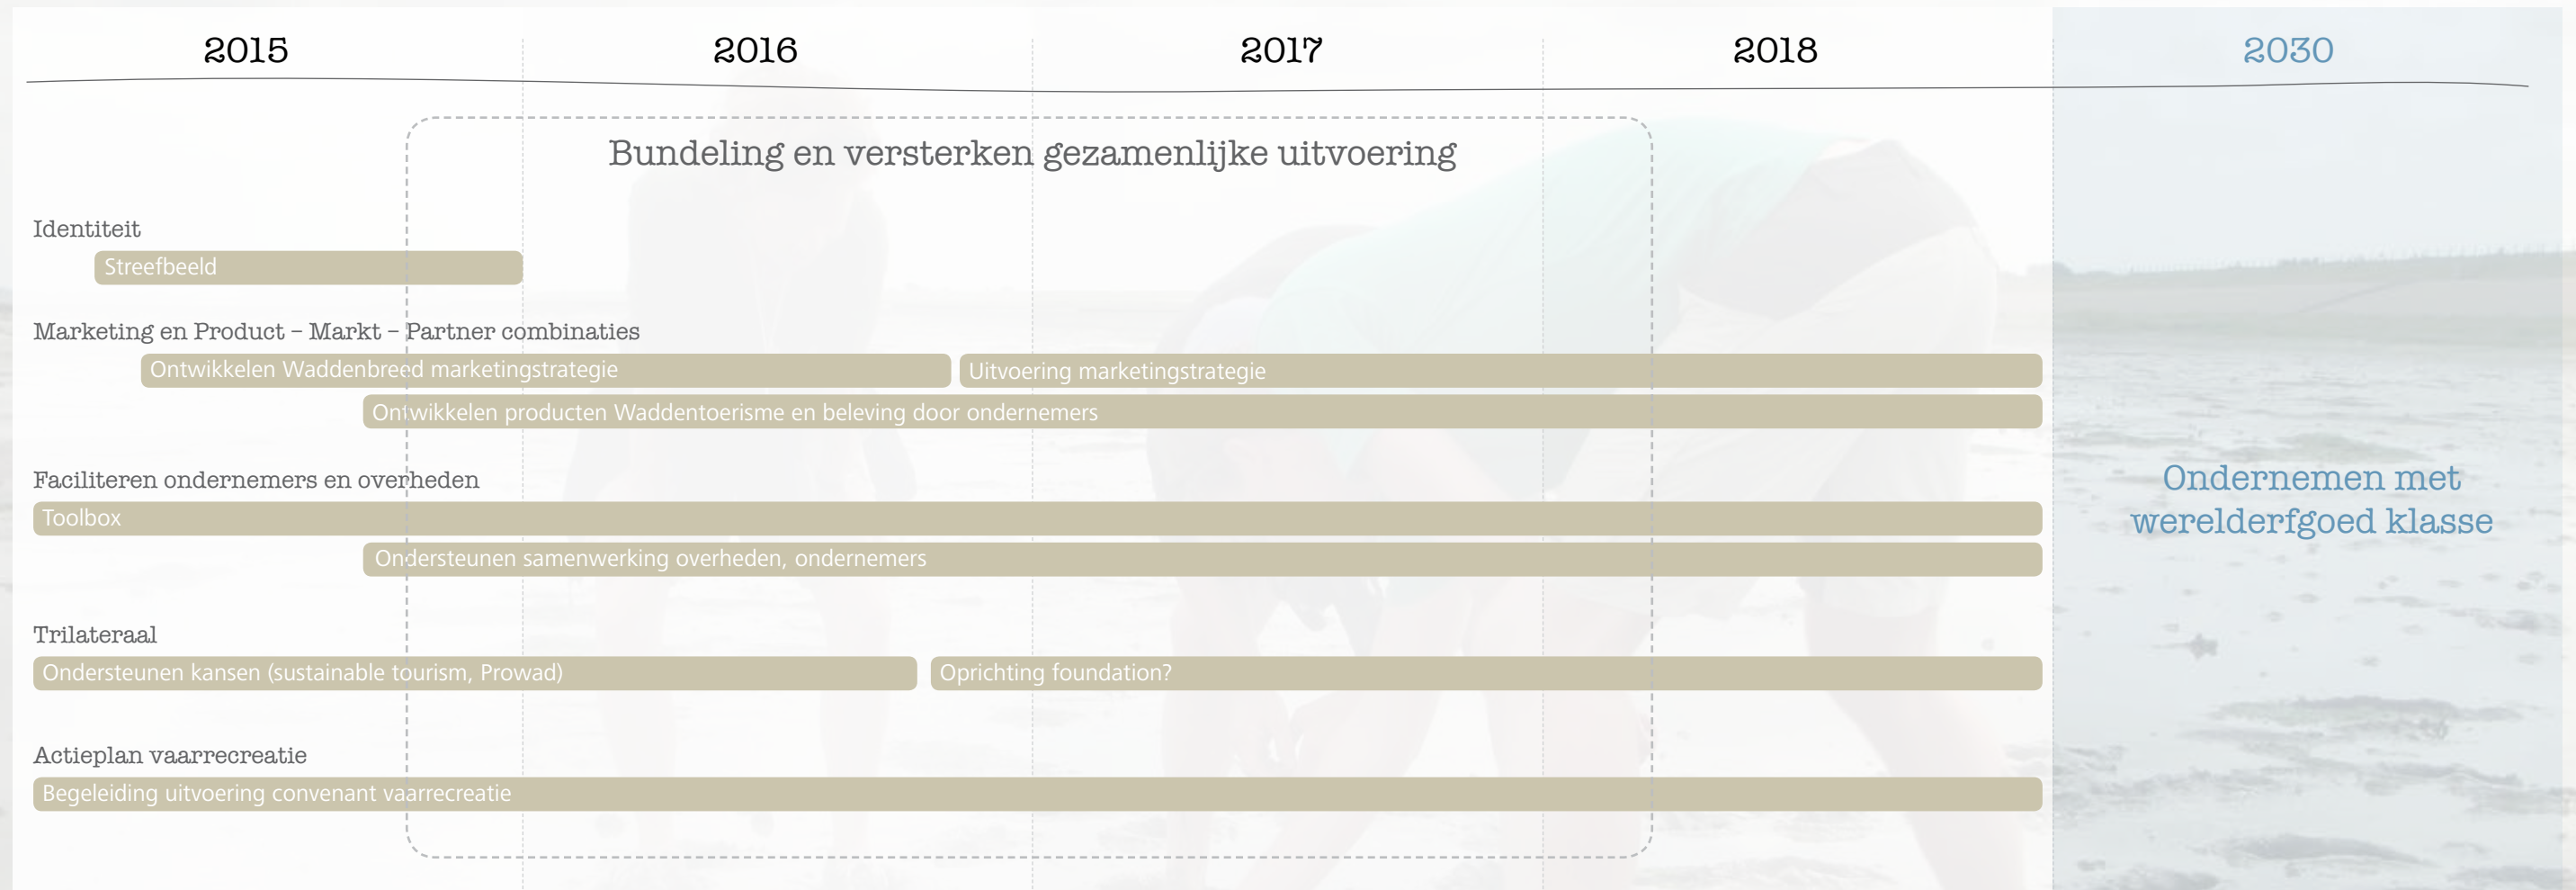 2015 2016 2017 2018 2030
Bundeling en versterken gezamenlijke uitvoering
Identiteit
Streefbeeld
Marketing en Product – Markt – Partner combinaties
Ontwikkelen Waddenbreed marketingstrategie
Uitvoering marketingstrategie
Ontwikkelen producten Waddentoerisme en beleving door ondernemers
Faciliteren ondernemers en overheden
Toolbox
Ondersteunen samenwerking overheden, ondernemers
Trilateraal
Ondersteunen kansen (sustainable tourism, Prowad)
Oprichting foundation?
Actieplan vaarrecreatie
Begeleiding uitvoering convenant vaarrecreatie
Ondernemen met
werelderfgoed klasse